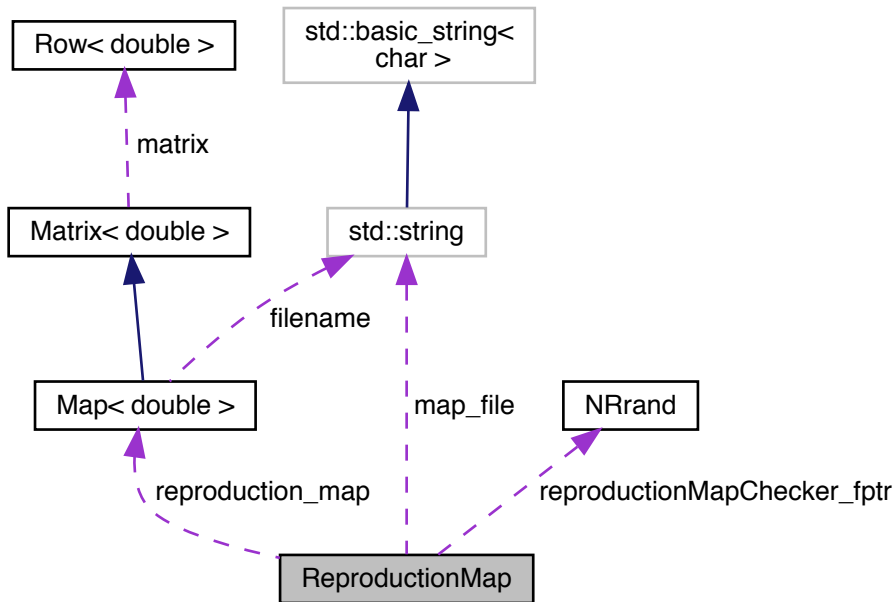 Row< double >
std::basic_string<
char >
matrix
Matrix< double >
std::string
filename
Map< double >
map_file
NRrand
reproduction_map
reproductionMapChecker_fptr
ReproductionMap